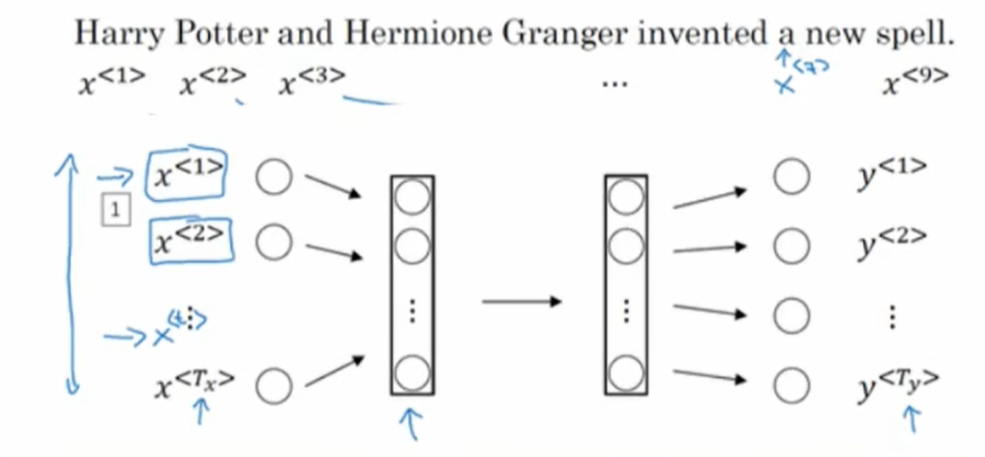 Harry Potter and Hermione Granger invented a new spell.
x<1> x<2> x<3> ... x<7> x<9>
x<1> y<1>
1
x<2> y<2>
x<t> ⋮ ⋮ ⋮ ⋮
x<Tx> y<Ty>